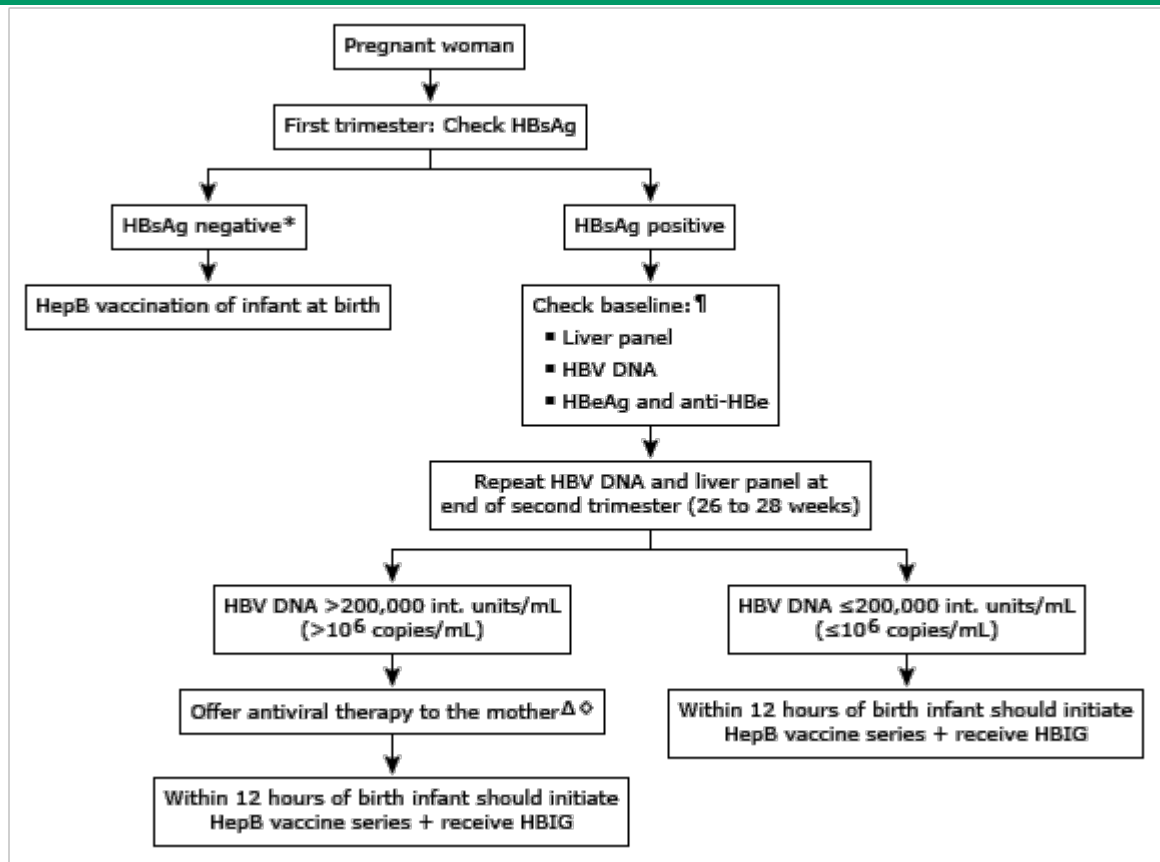 Pregnant woman
First trimester: Check HBsAg
HBsAg negative*
HBsAg positive
HepB vaccination of infant at birth
Check baseline:¶
▪ Liver panel
▪ HBV DNA
▪ HBeAg and anti-HBe
Repeat HBV DNA and liver panel at
end of second trimester (26 to 28 weeks)
HBV DNA >200,000 int. units/mL
(>10⁶ copies/mL)
HBV DNA ≤200,000 int. units/mL
(≤10⁶ copies/mL)
Offer antiviral therapy to the motherΔ◊
Within 12 hours of birth infant should initiate
HepB vaccine series + receive HBIG
Within 12 hours of birth infant should initiate
HepB vaccine series + receive HBIG